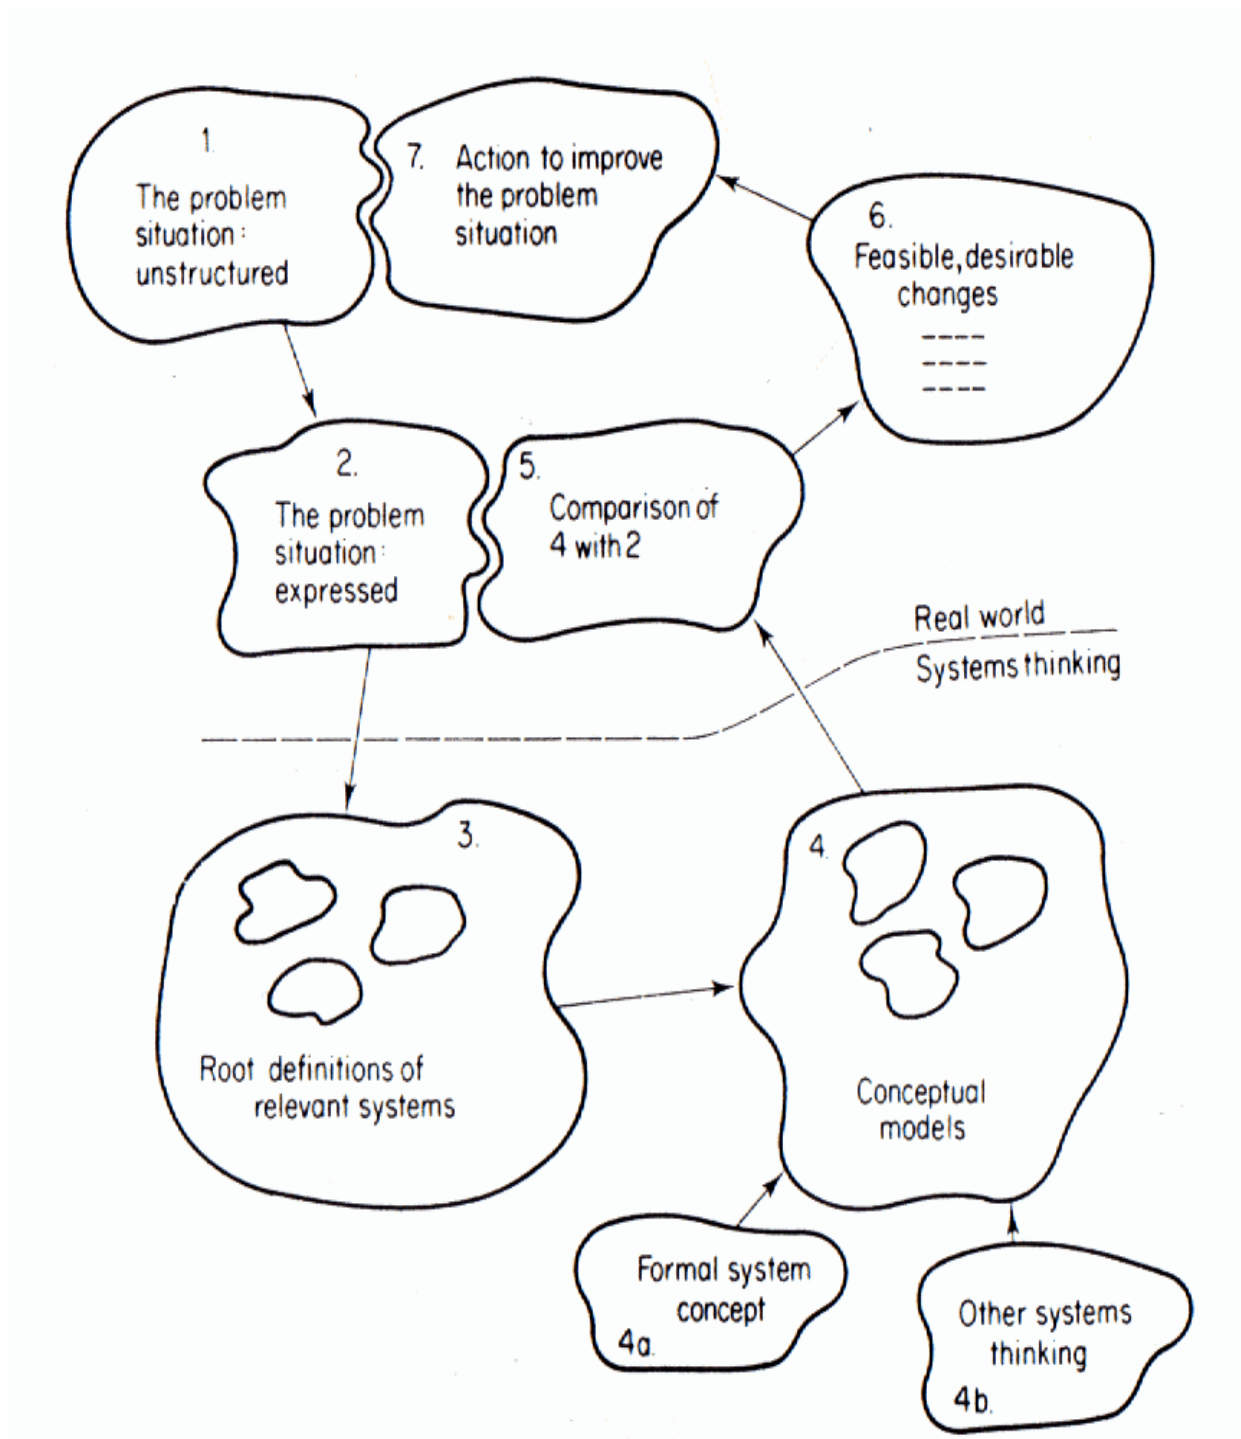 1.
The problem
situation:
unstructured
7. Action to improve
the problem
situation
6.
Feasible, desirable
changes
2.
The problem
situation:
expressed
5.
Comparison of
4 with 2
Real world
Systems thinking
3.
Root definitions of
relevant systems
4.
Conceptual
models
Formal system
concept
4a.
Other systems
thinking
4b.